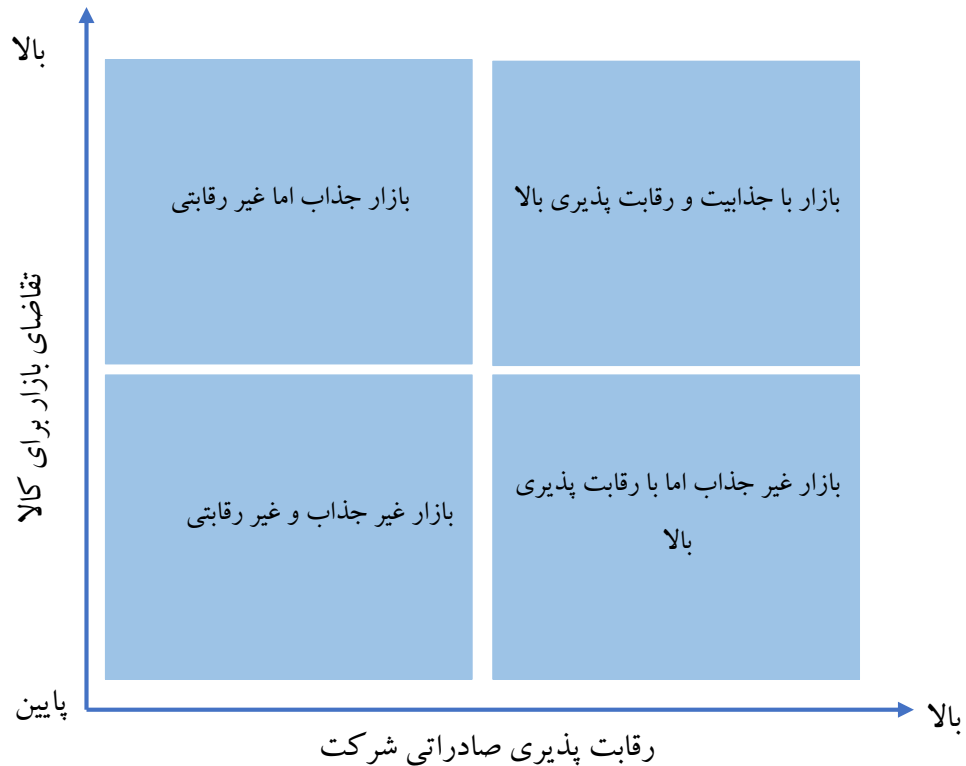 بالا
بازار با جذابیت و رقابت پذیری بالا
بازار جذاب اما غیر رقابتی
تقاضای بازار برای کالا
بازار غیر جذاب اما با رقابت پذیری
بالا
بازار غیر جذاب و غیر رقابتی
پایین
بالا
رقابت پذیری صادراتی شرکت